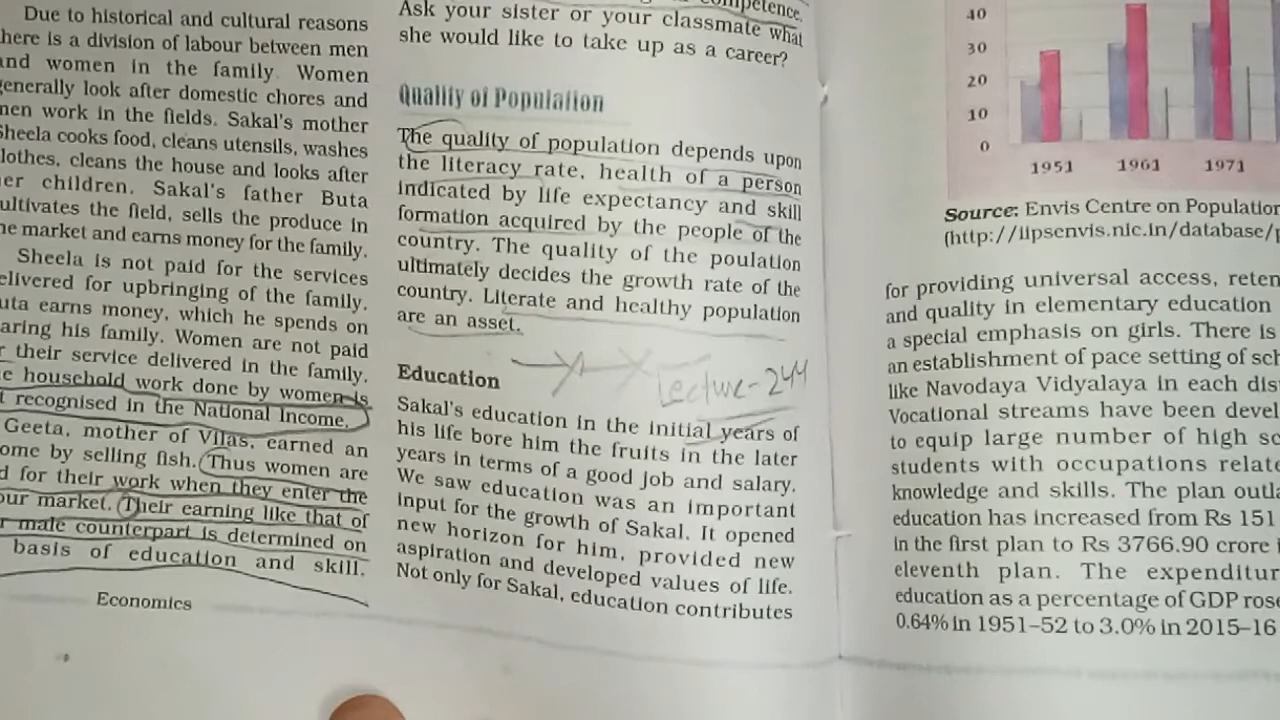 Due to historical and cultural reasons
here is a division of labour between men
and women in the family. Women
generally look after domestic chores and
men work in the fields. Sakal's mother
Sheela cooks food, cleans utensils, washes
lothes, cleans the house and looks after
er children. Sakal's father Buta
ultivates the field, sells the produce in
he market and earns money for the family.
Sheela is not paid for the services
elivered for upbringing of the family.
uta earns money, which he spends on
aring his family. Women are not paid
r their service delivered in the family.
e household work done by women is
t recognised in the National Income.
Geeta, mother of Vilas, earned an
ome by selling fish. Thus women are
d for their work when they enter the
our market. Their earning like that of
r male counterpart is determined on
basis of education and skill.
Economics
competence.
Ask your sister or your classmate what
she would like to take up as a career?
Quality of Population
The quality of population depends upon
the literacy rate, health of a person
indicated by life expectancy and skill
formation acquired by the people of the
country. The quality of the poulation
ultimately decides the growth rate of the
country. Literate and healthy population
are an asset.
Lecture-244
Education
Sakal's education in the initial years of
his life bore him the fruits in the later
years in terms of a good job and salary.
We saw education was an important
input for the growth of Sakal. It opened
new horizon for him, provided new
aspiration and developed values of life.
Not only for Sakal, education contributes
40
30
20
10
0
1951 1961 1971
Source: Envis Centre on Population
(http://iipsenvis.nic.in/database/p
for providing universal access, reten
and quality in elementary education
a special emphasis on girls. There is
an establishment of pace setting of sch
like Navodaya Vidyalaya in each dis
Vocational streams have been devel
to equip large number of high sc
students with occupations relate
knowledge and skills. The plan outla
education has increased from Rs 151
in the first plan to Rs 3766.90 crore i
eleventh plan. The expenditur
education as a percentage of GDP rose
0.64% in 1951–52 to 3.0% in 2015–16